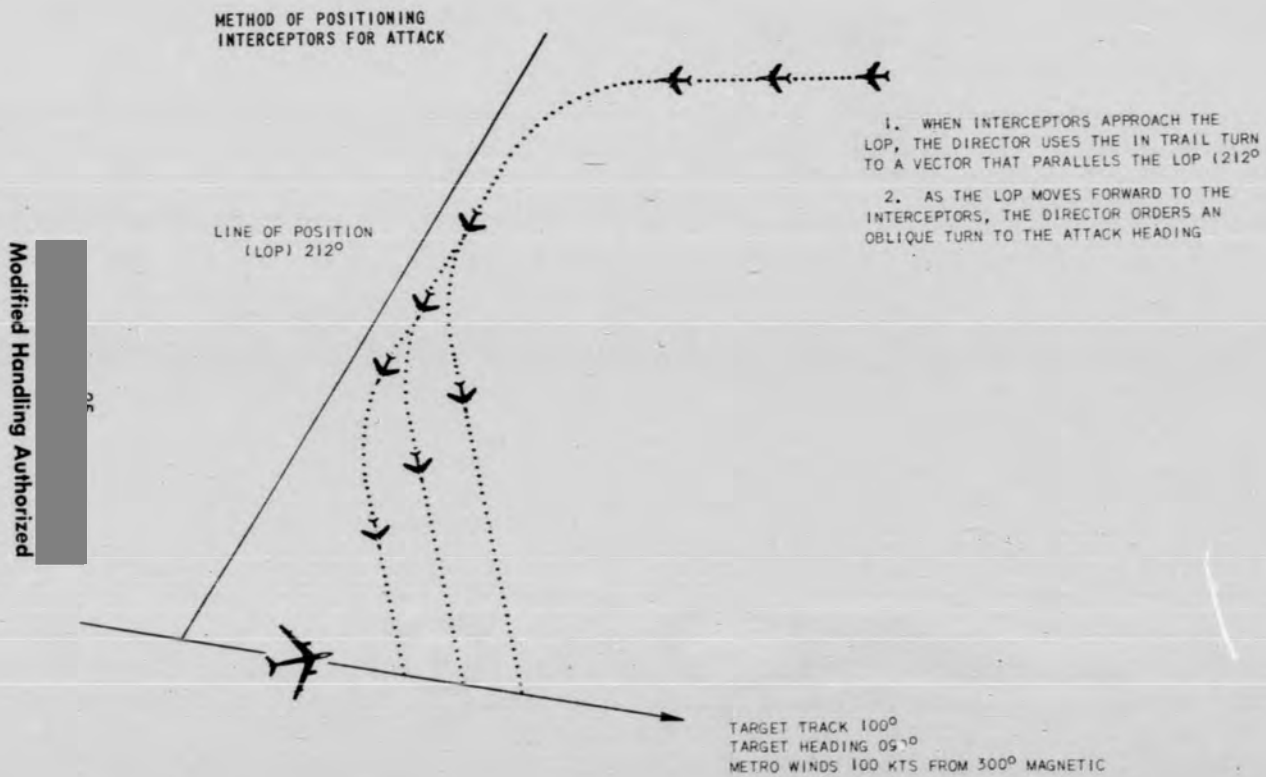 METHOD OF POSITIONING
INTERCEPTORS FOR ATTACK
1. WHEN INTERCEPTORS APPROACH THE
LOP, THE DIRECTOR USES THE IN TRAIL TURN
TO A VECTOR THAT PARALLELS THE LOP (212°
2. AS THE LOP MOVES FORWARD TO THE
INTERCEPTORS, THE DIRECTOR ORDERS AN
OBLIQUE TURN TO THE ATTACK HEADING
LINE OF POSITION
(LOP) 212°
Modified Handling Authorized
TARGET TRACK 100°
TARGET HEADING
METRO WINDS 100 KTS FROM 300° MAGNETIC